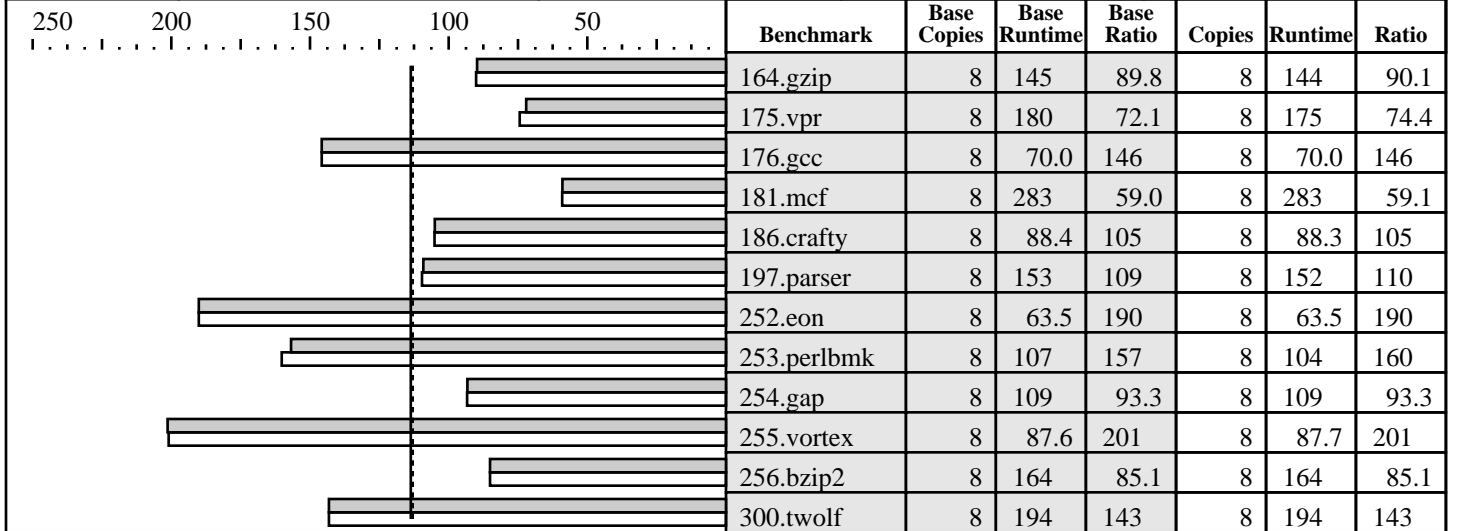 250 200 150 100 50
Benchmark Base Copies Base Runtime Base Ratio Copies Runtime Ratio
164.gzip 8 145 89.8 8 144 90.1
175.vpr 8 180 72.1 8 175 74.4
176.gcc 8 70.0 146 8 70.0 146
181.mcf 8 283 59.0 8 283 59.1
186.crafty 8 88.4 105 8 88.3 105
197.parser 8 153 109 8 152 110
252.eon 8 63.5 190 8 63.5 190
253.perlbmk 8 107 157 8 104 160
254.gap 8 109 93.3 8 109 93.3
255.vortex 8 87.6 201 8 87.7 201
256.bzip2 8 164 85.1 8 164 85.1
300.twolf 8 194 143 8 194 143